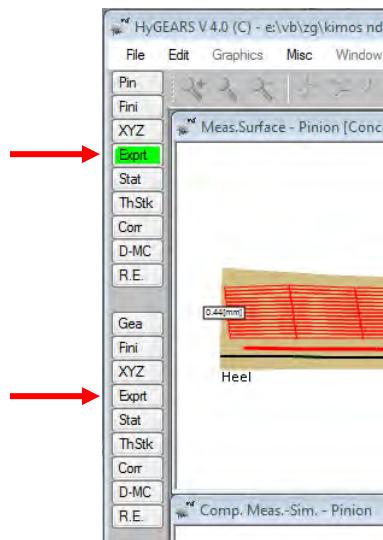 HyGEARS V 4.0 (C) - e:\vb\zg\kimos nd
File Edit Graphics Misc Window
Pin
Fini
XYZ
Exprt
Stat
ThStk
Corr
D-MC
R.E.
Meas.Surface - Pinion [Conc
0.44[mm]
Heel
Gea
Fini
XYZ
Exprt
Stat
ThStk
Corr
D-MC
R.E.
Comp. Meas.-Sim. - Pinion